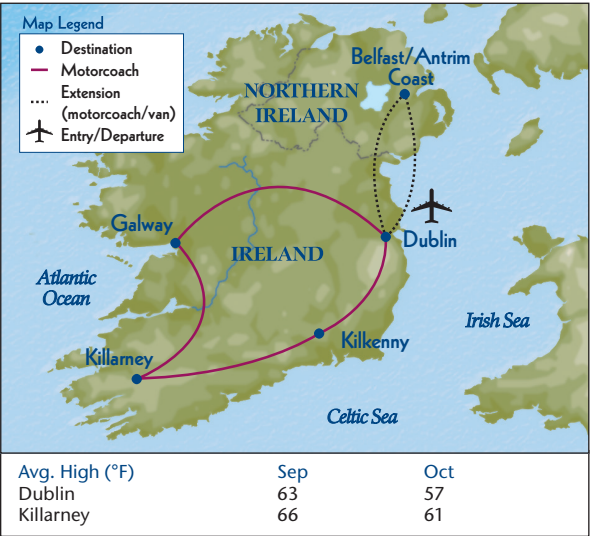 Map Legend
Destination
Motorcoach
Extension
(motorcoach/van)
Entry/Departure
Belfast/Antrim
Coast
NORTHERN
IRELAND
Galway
Dublin
IRELAND
Atlantic
Ocean
Irish Sea
Kilkenny
Killarney
Celtic Sea
Avg. High (°F) Sep Oct
Dublin 63 57
Killarney 66 61